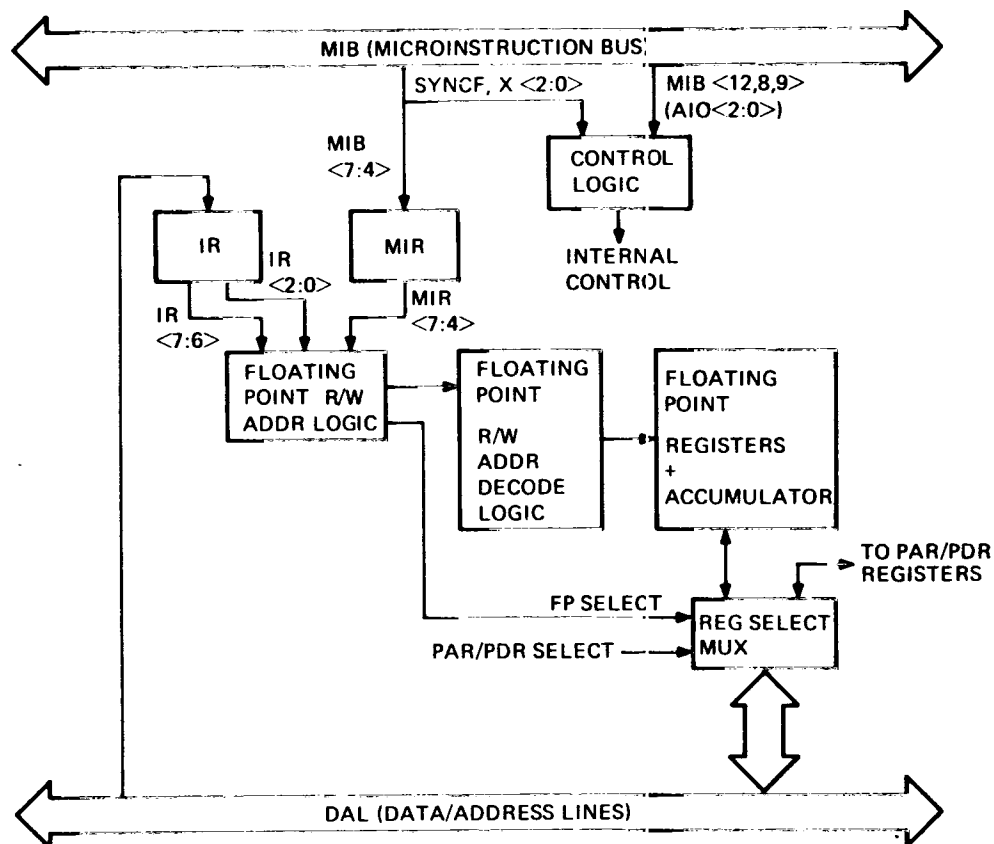 MIB (MICROINSTRUCTION BUS)
SYNCF, X <2:0>
MIB <12,8,9>
(AIO<2:0>)
MIB
<7:4>
CONTROL
LOGIC
IR
MIR
IR
<2:0>
INTERNAL
CONTROL
IR
<7:6>
MIR
<7:4>
FLOATING
POINT R/W
ADDR LOGIC
FLOATING
POINT
R/W
ADDR
DECODE
LOGIC
FLOATING
POINT
REGISTERS
+
ACCUMULATOR
TO PAR/PDR
REGISTERS
FP SELECT
PAR/PDR SELECT
REG SELECT
MUX
DAL (DATA/ADDRESS LINES)